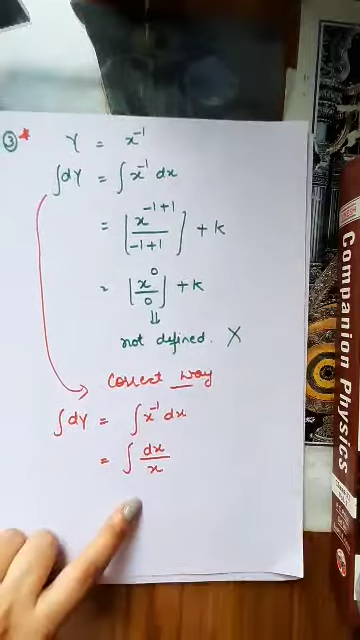 ③* Y = x⁻¹
∫dY = ∫x⁻¹ dx
= [x⁻¹⁺¹/-1+1] + k
= [x⁰/0] + k
⇓
not defined. X
Correct way
∫dY = ∫x⁻¹ dx
= ∫dx/x
Companion Physics